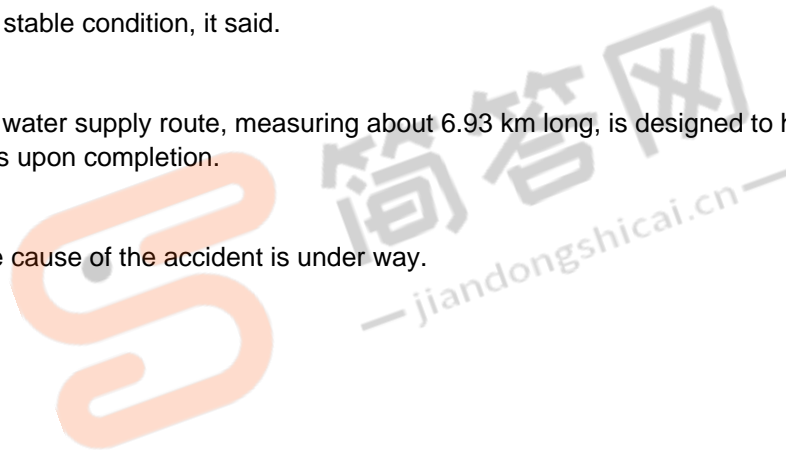 stable condition, it said.
water supply route, measuring about 6.93 km long, is designed to
s upon completion.
cause of the accident is under way.
简答网
jiandongshicai.cn